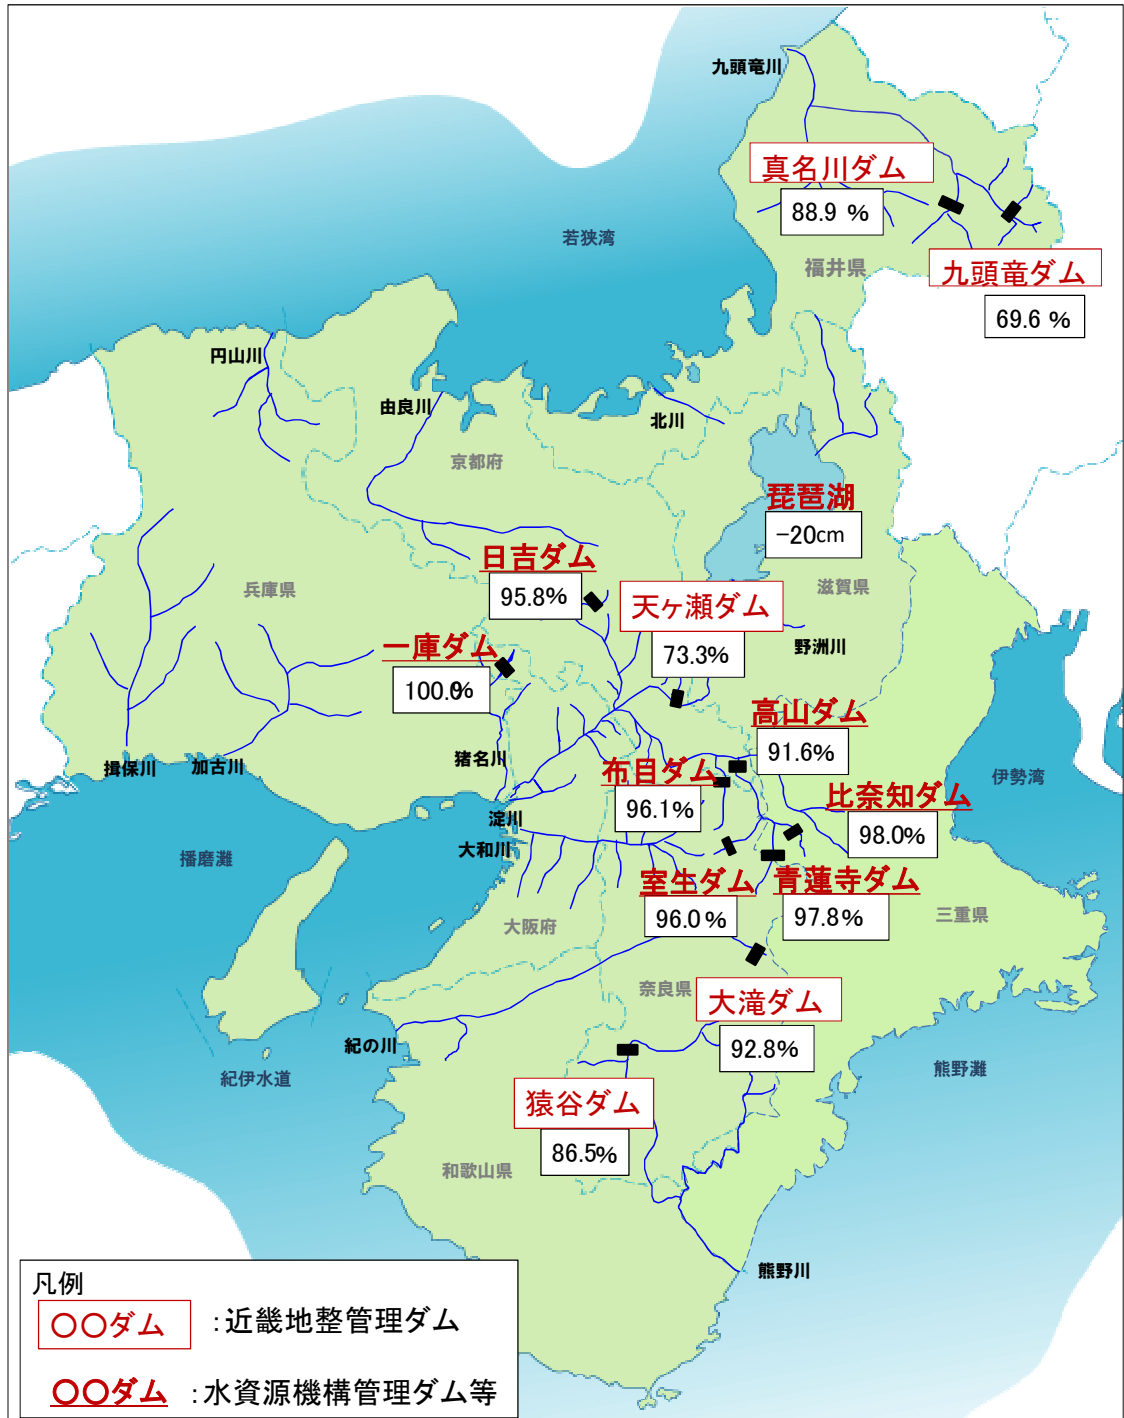 九頭竜川
真名川ダム
88.9 %
若狭湾
福井県
九頭竜ダム
69.6 %
円山川
由良川
北川
京都府
琵琶湖
-20cm
日吉ダム
95.8%
兵庫県
天ヶ瀬ダム
滋賀県
73.3%
野洲川
一庫ダム
100.0%
高山ダム
91.6%
揖保川
加古川
猪名川
布目ダム
96.1%
伊勢湾
比奈知ダム
98.0%
淀川
大和川
播磨灘
室生ダム
96.0 %
青蓮寺ダム
97.8%
大阪府
三重県
奈良県
大滝ダム
92.8%
紀の川
紀伊水道
熊野灘
猿谷ダム
86.5%
和歌山県
熊野川
凡例
〇〇ダム :近畿地整管理ダム
〇〇ダム :水資源機構管理ダム等